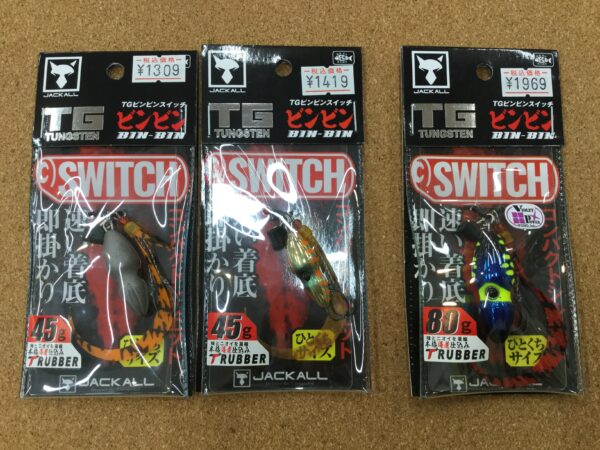 税込価格
¥1309
JACKALL
TG
TUNGSTEN
TGビンビンスイッチ
ビンビン
BIN-BIN
SWITCH
速い着底
即掛かり
45g
T RUBBER
サイズ
税込価格
¥1419
JACKALL
TG
TUNGSTEN
TGビンビンスイッチ
ビンビン
BIN-BIN
SWITCH
速い着底
即掛かり
45g
T RUBBER
サイズ
JACKALL
税込価格
¥1969
JACKALL
TG
TUNGSTEN
TGビンビンスイッチ
ビンビン
BIN-BIN
SWITCH
コンパクト
速い着底
即掛かり
80g
T RUBBER
ひとくち
サイズ
JACKALL